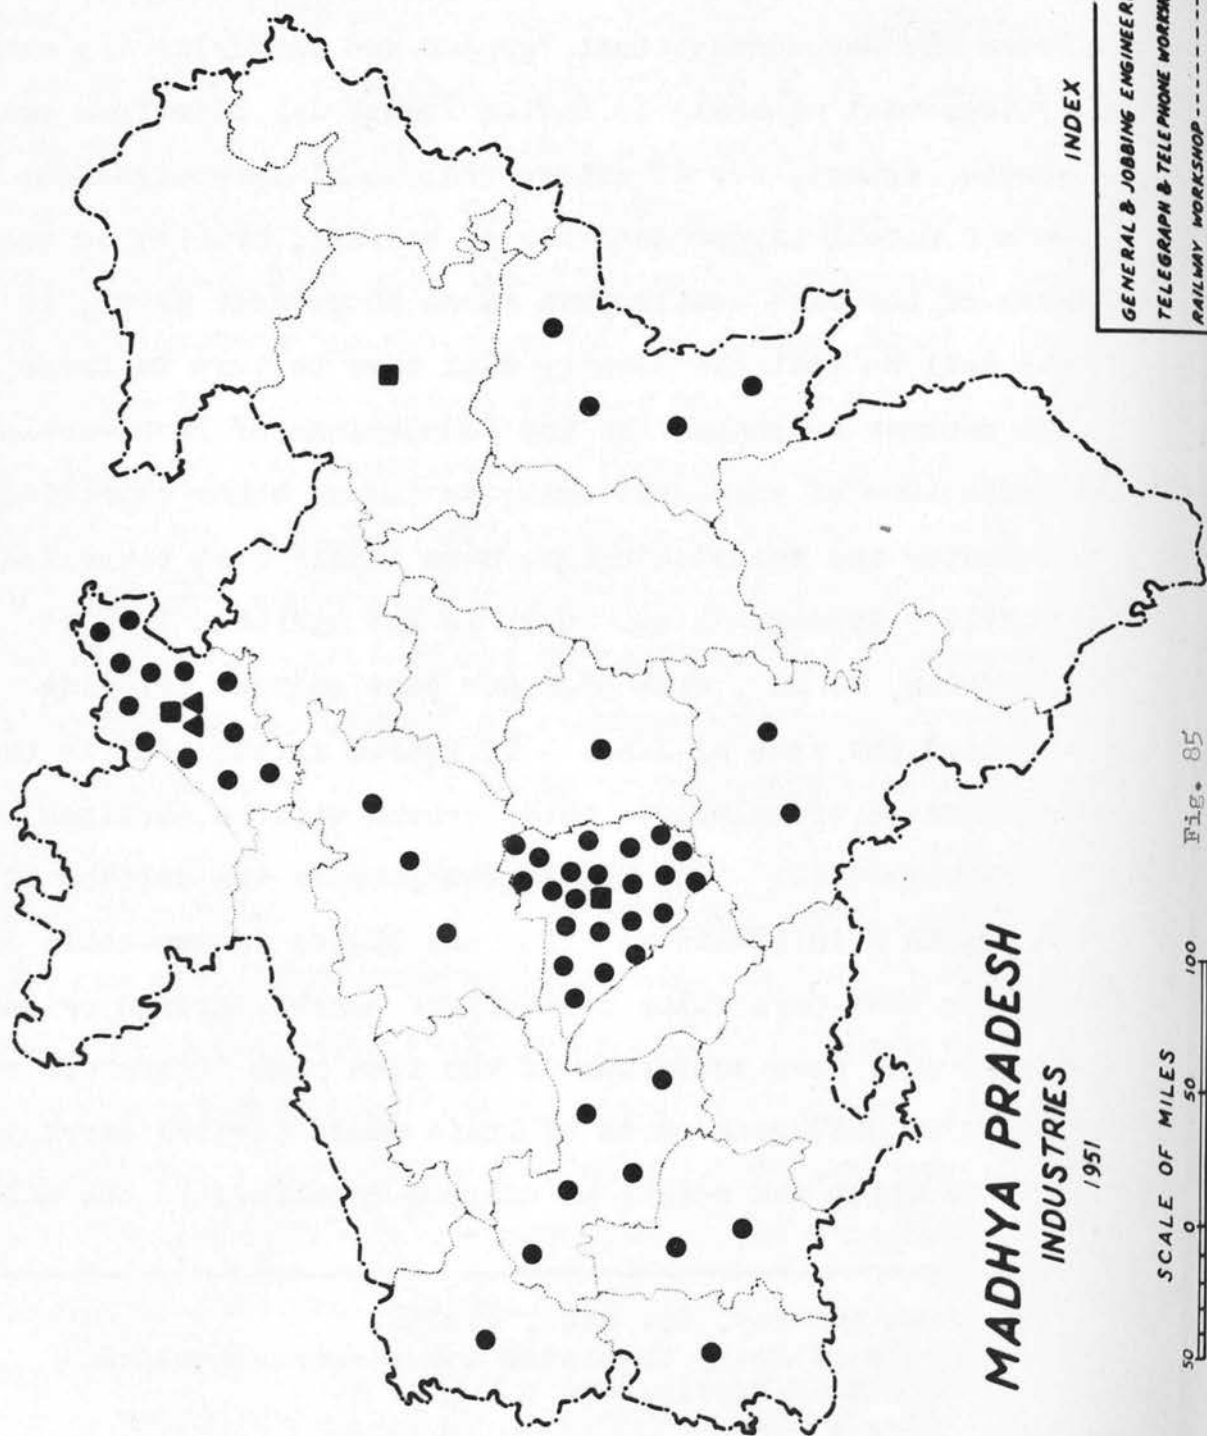 MADHYA PRADESH
INDUSTRIES
1951
SCALE OF MILES
50 0 50 100
INDEX
GENERAL & JOBBING ENGINEER
TELEGRAPH & TELEPHONE WORKSH
RAILWAY WORKSHOP
Fig. 85